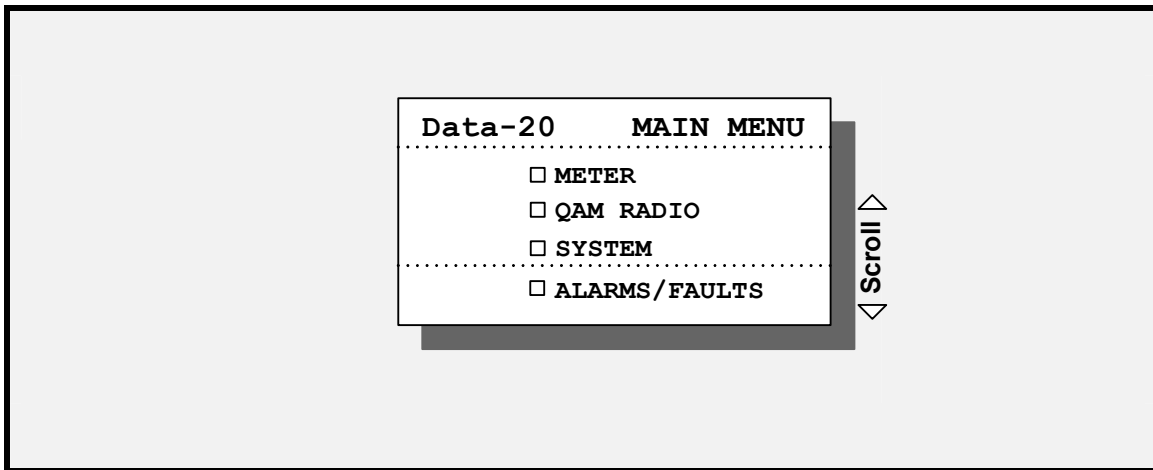 Data-20 MAIN MENU
METER
QAM RADIO
SYSTEM
ALARMS/FAULTS
Scroll